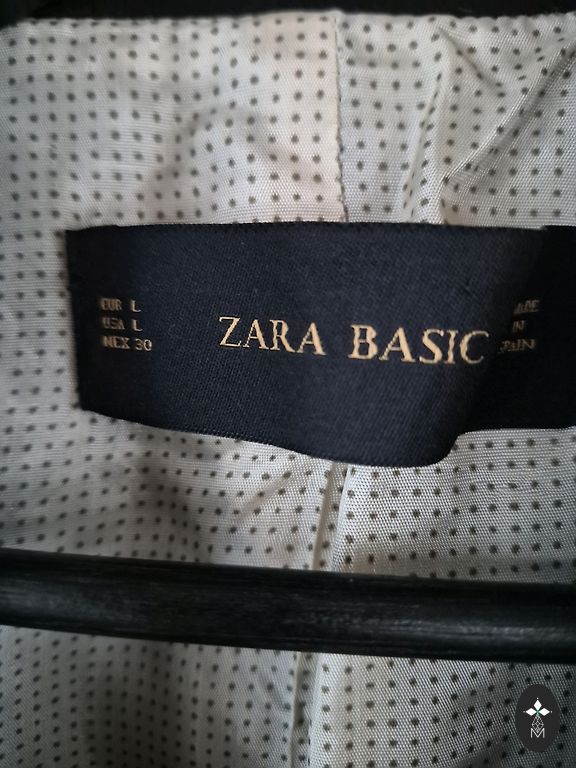 EUR L
USA L
MEX 30
ZARA BASIC
MADE
IN
SPAIN